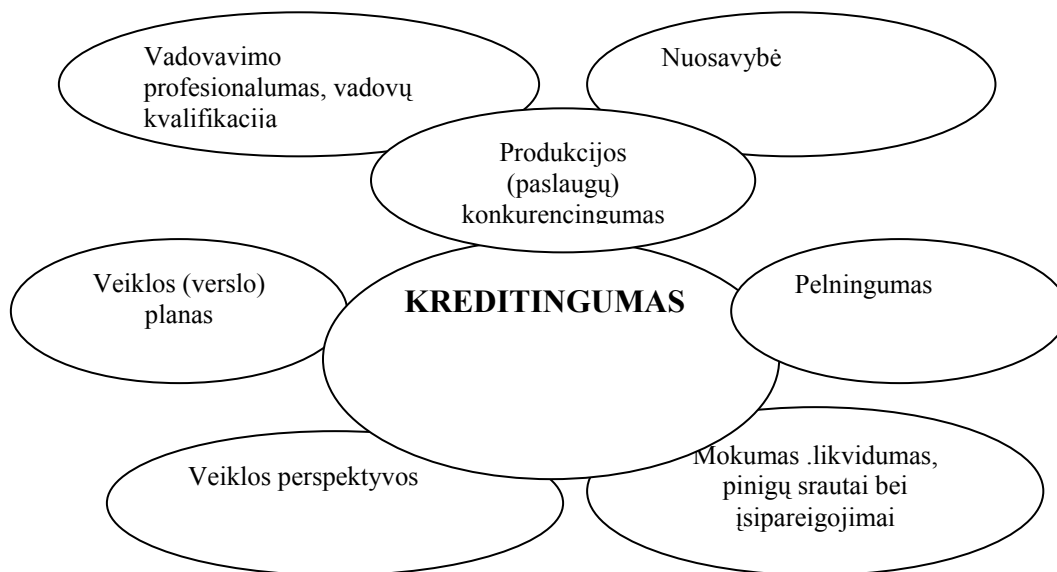 Vadovavimo
profesionalumas, vadovų
kvalifikacija
Nuosavybė
Produkcijos
(paslaugų)
konkurencingumas
Veiklos (verslo)
planas
KREDITINGUMAS
Pelningumas
Veiklos perspektyvos
Mokumas .likvidumas,
pinigų srautai bei
įsipareigojimai